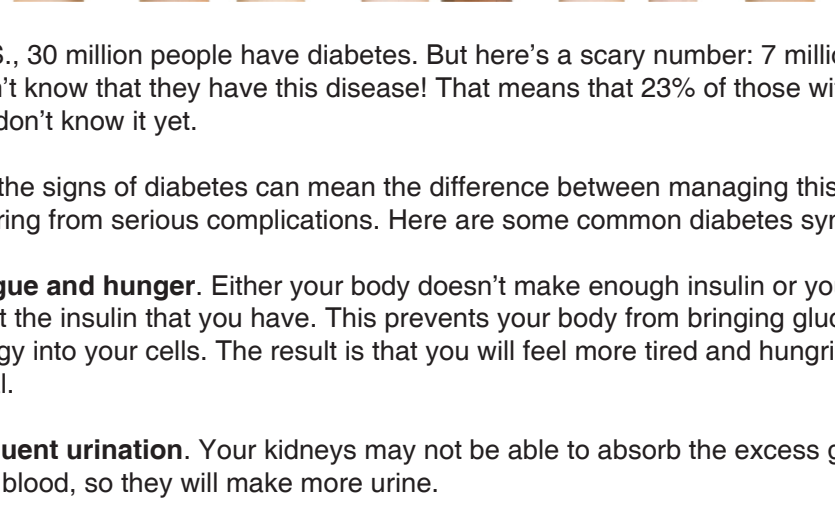 S., 30 million people have diabetes. But here’s a scary number: 7 milli
n’t know that they have this disease! That means that 23% of those wi
don’t know it yet.
the signs of diabetes can mean the difference between managing this
ring from serious complications. Here are some common diabetes sy
gue and hunger. Either your body doesn’t make enough insulin or yo
t the insulin that you have. This prevents your body from bringing glu
gy into your cells. The result is that you will feel more tired and hungri
l.
uent urination. Your kidneys may not be able to absorb the excess g
blood, so they will make more urine.